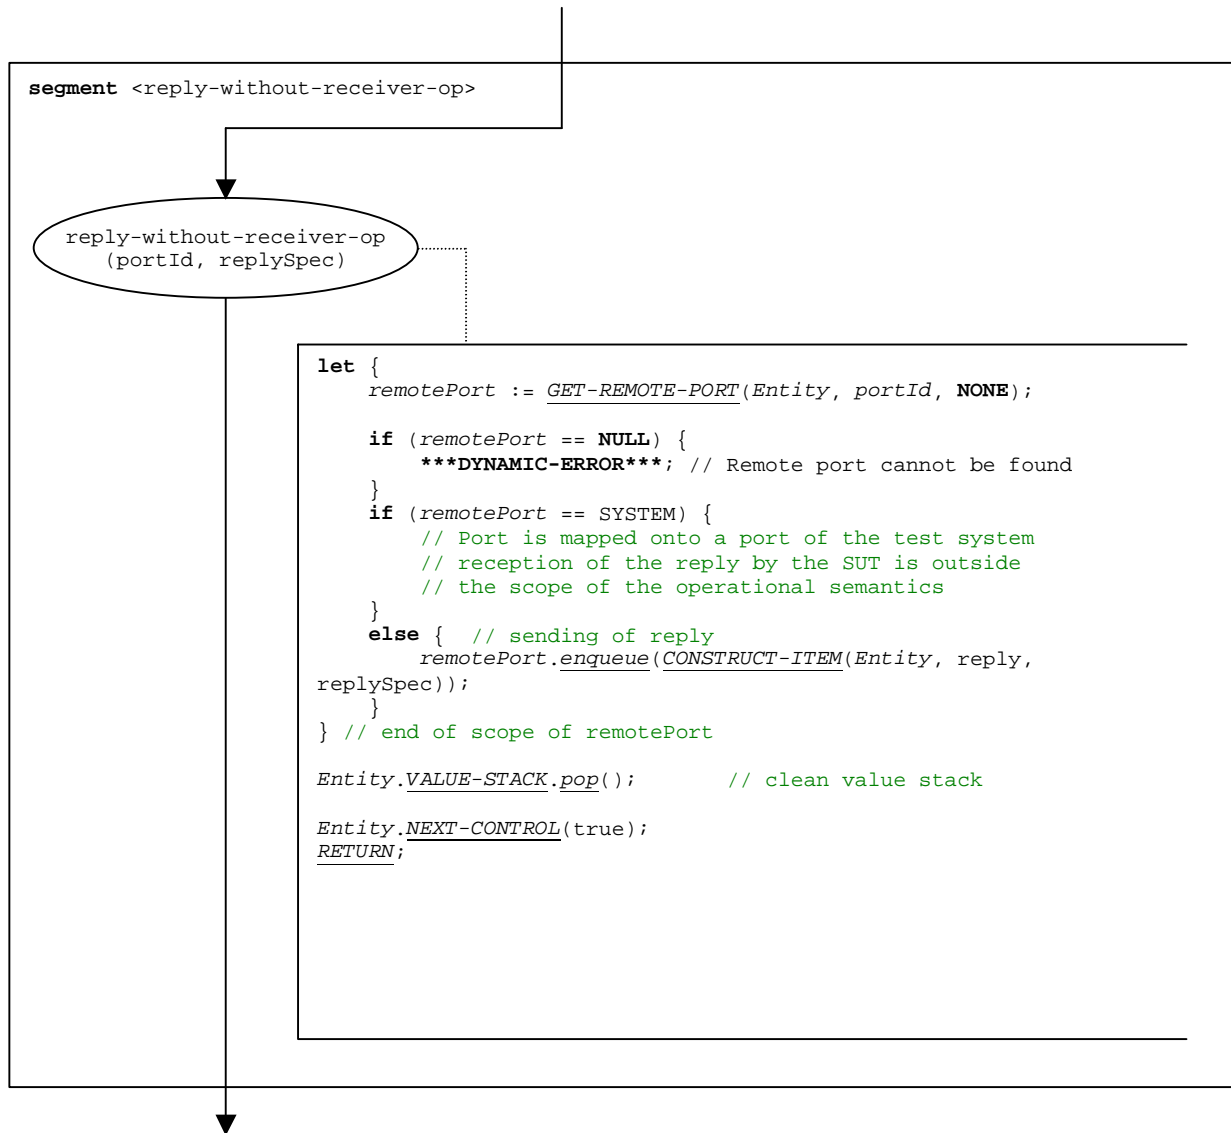 segment <reply-without-receiver-op>
reply-without-receiver-op
(portId, replySpec)
let {
remotePort := GET-REMOTE-PORT(Entity, portId, NONE);
if (remotePort == NULL) {
***DYNAMIC-ERROR***; // Remote port cannot be found
}
if (remotePort == SYSTEM) {
// Port is mapped onto a port of the test system
// reception of the reply by the SUT is outside
// the scope of the operational semantics
}
else { // sending of reply
remotePort.enqueue(CONSTRUCT-ITEM(Entity, reply,
replySpec));
}
} // end of scope of remotePort
Entity.VALUE-STACK.pop(); // clean value stack
Entity.NEXT-CONTROL(true);
RETURN;